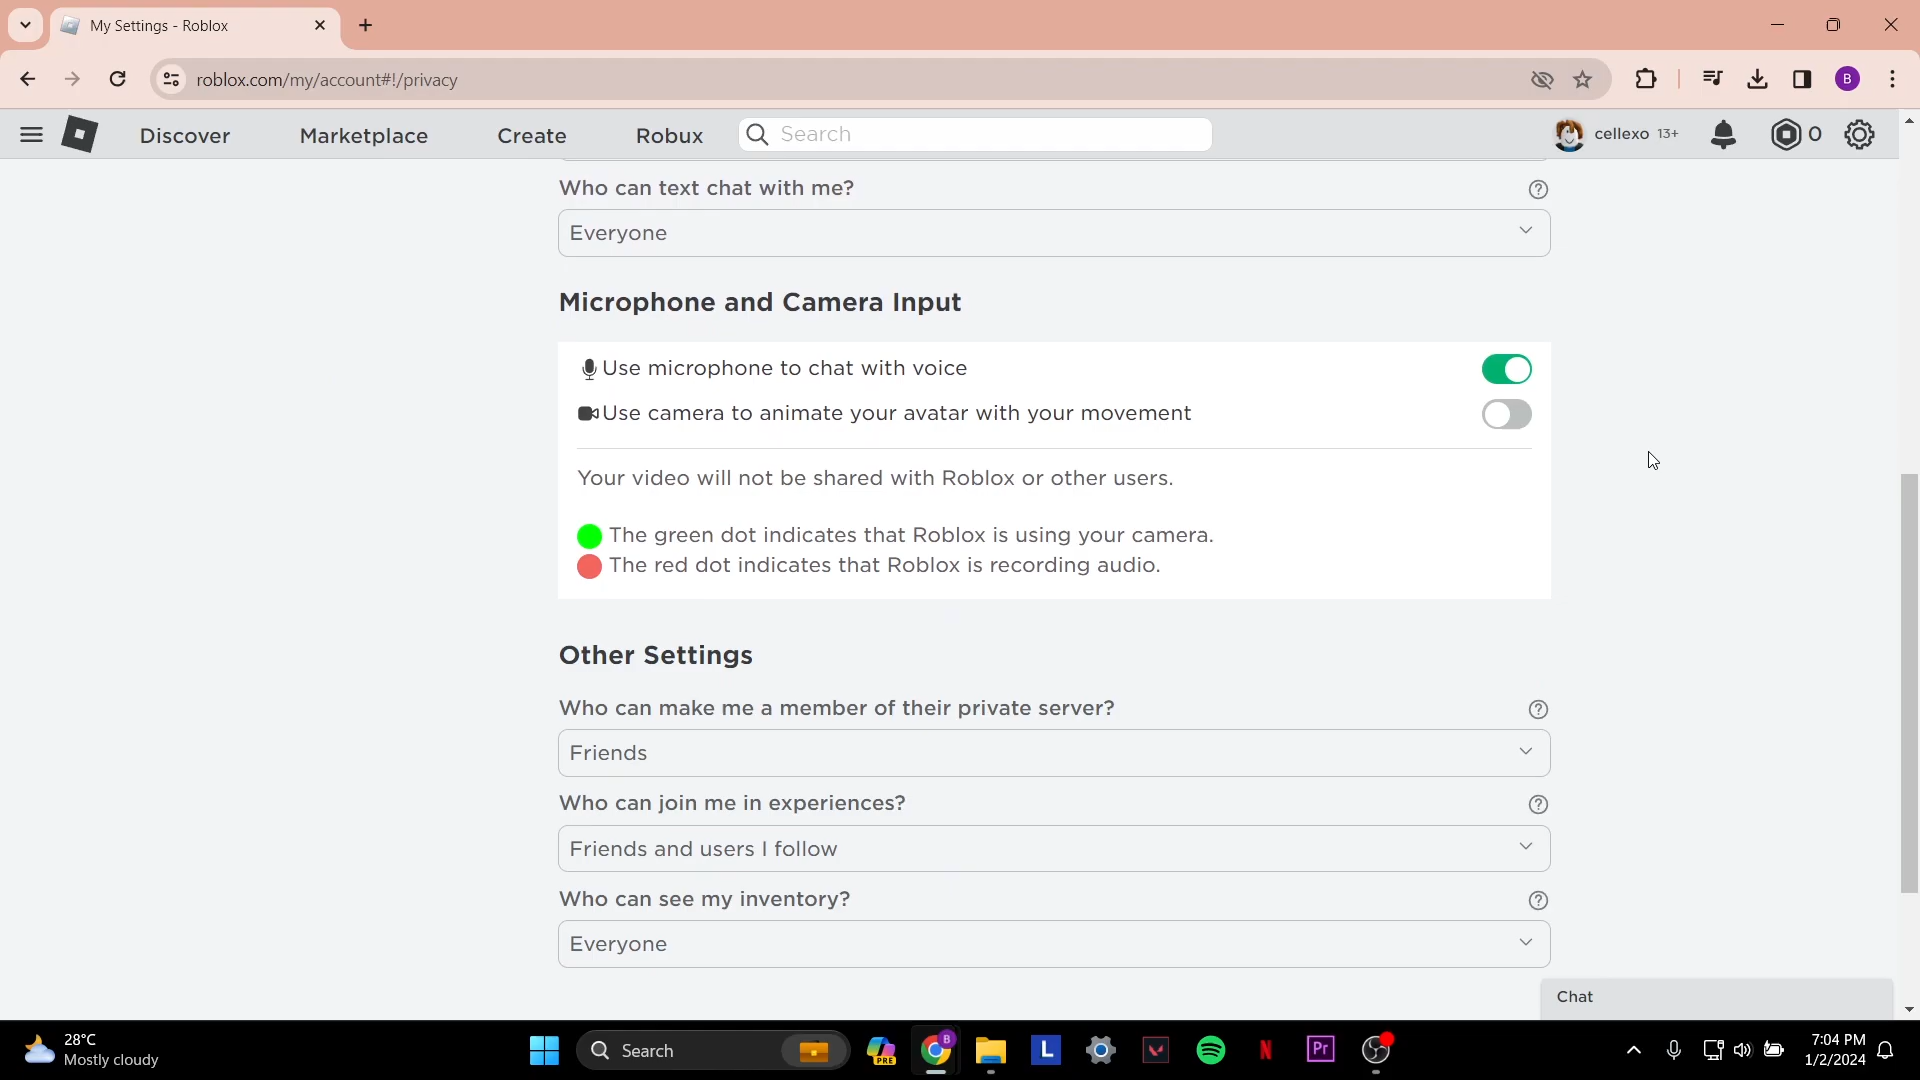 My Settings - Roblox
roblox.com/my/account#!/privacy
B
Discover
Marketplace
Create
Robux
Search
cellexo 13+
0
Who can text chat with me?
Everyone
Microphone and Camera Input
Use microphone to chat with voice
Use camera to animate your avatar with your movement
Your video will not be shared with Roblox or other users.
The green dot indicates that Roblox is using your camera.
The red dot indicates that Roblox is recording audio.
Other Settings
Who can make me a member of their private server?
Friends
Who can join me in experiences?
Friends and users I follow
Who can see my inventory?
Everyone
Chat
28°C
Mostly cloudy
Search
PRE
B
L
N
Pr
7:04 PM
1/2/2024